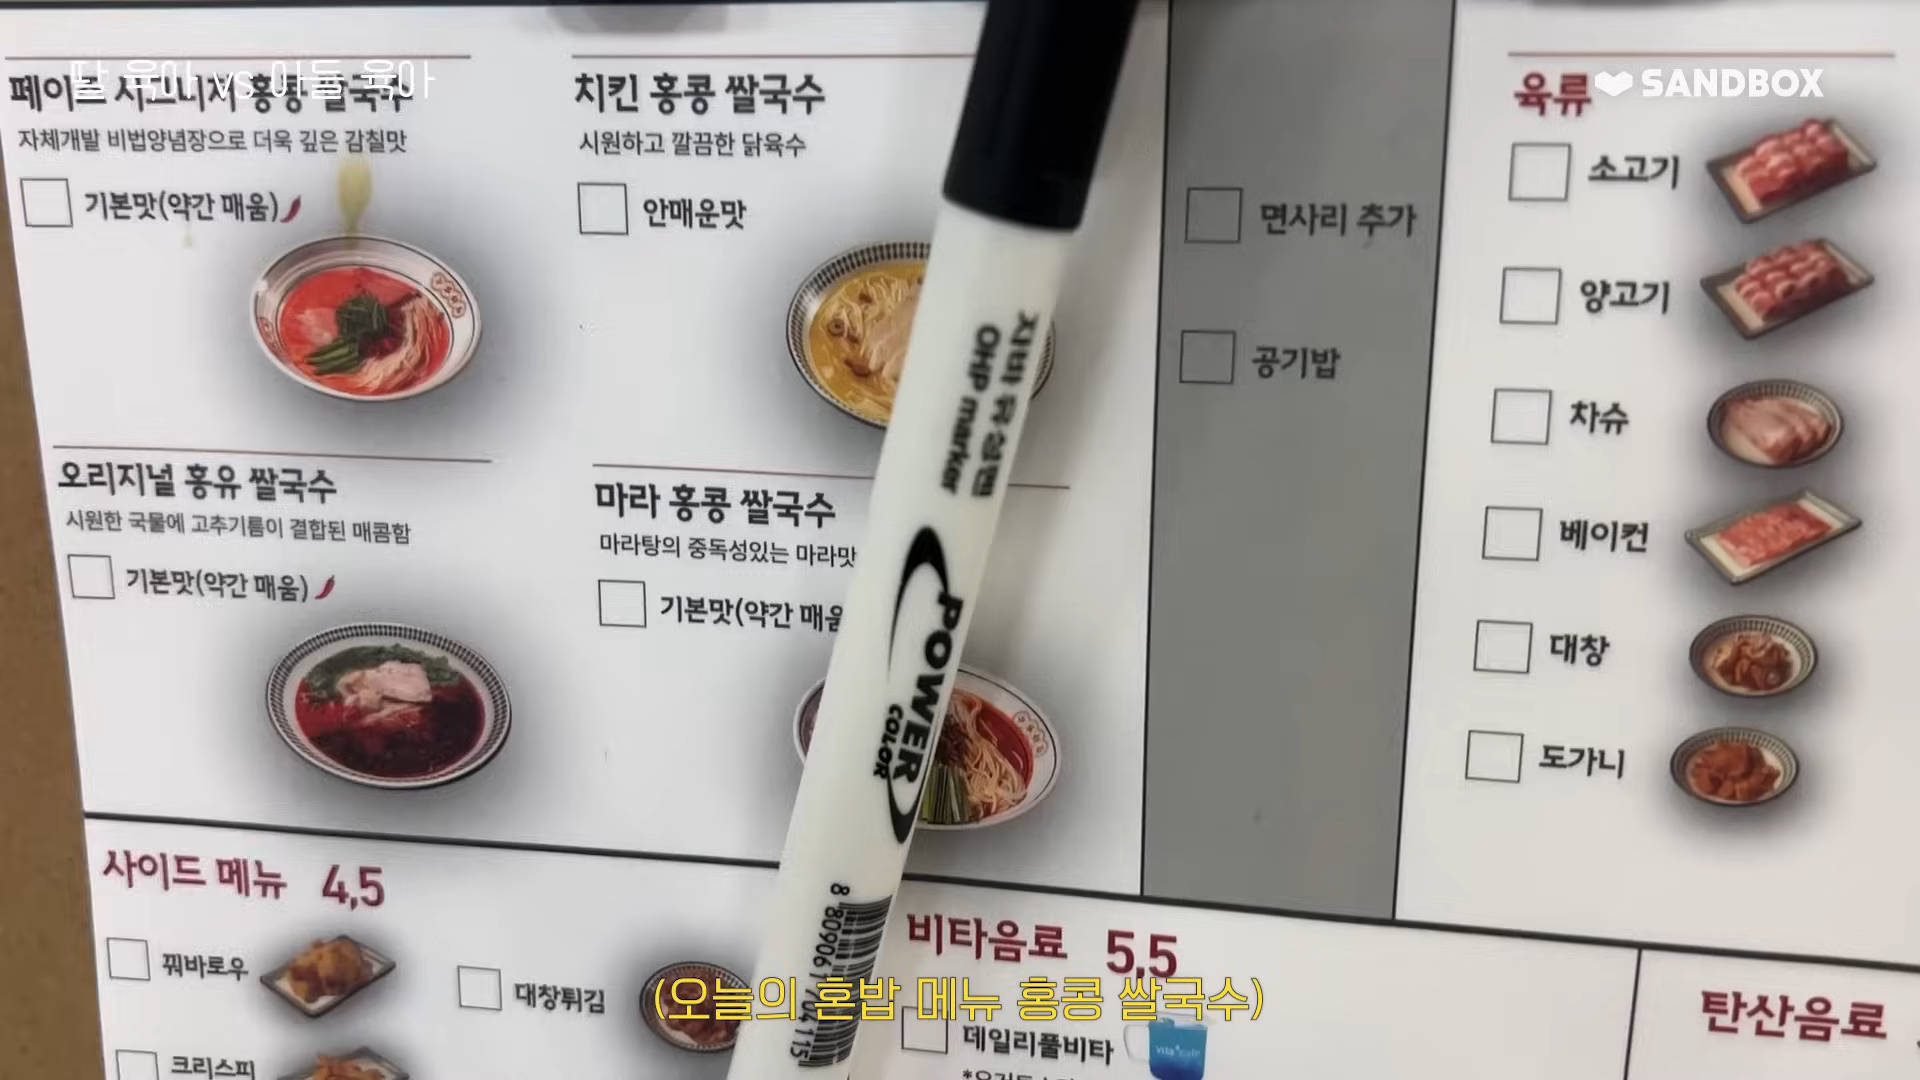 딸 육아 vs 아들 육아
SANDBOX
홍콩 쌀국수
자체개발 비법양념장으로 더욱 깊은 감칠맛
기본맛(약간 매움)
치킨 홍콩 쌀국수
시원하고 깔끔한 닭육수
안매운맛
오리지널 홍유 쌀국수
시원한 국물에 고추기름이 결합된 매콤함
기본맛(약간 매움)
마라 홍콩 쌀국수
마라탕의 중독성있는 마라맛
기본맛(약간 매움
면사리 추가
공기밥
육류
소고기
양고기
차슈
베이컨
대창
도가니
OHP marker
POWER
COLOR
사이드 메뉴 4,5
꿔바로우
대창튀김
크리스피
비타음료 5,5
데일리풀비타
vita
탄산음료
(오늘의 혼밥 메뉴 홍콩 쌀국수)